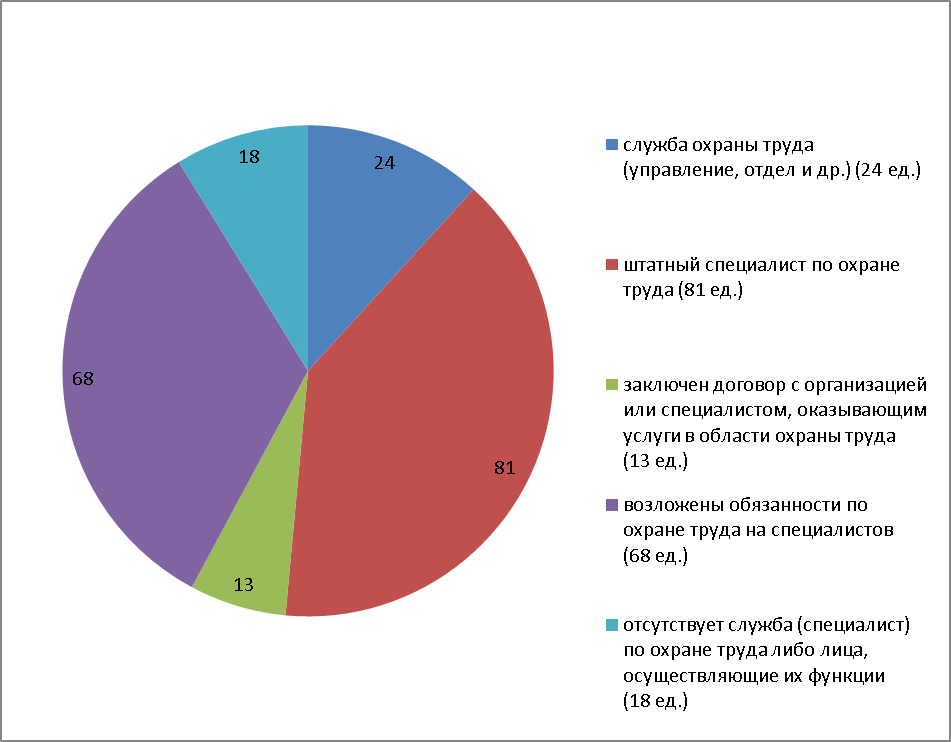 18
24
68
81
13
служба охраны труда
(управление, отдел и др.) (24 ед.)
штатный специалист по охране
труда (81 ед.)
заключен договор с организацией
или специалистом, оказывающим
услуги в области охраны труда
(13 ед.)
возложены обязанности по
охране труда на специалистов
(68 ед.)
отсутствует служба (специалист)
по охране труда либо лица,
осуществляющие их функции
(18 ед.)